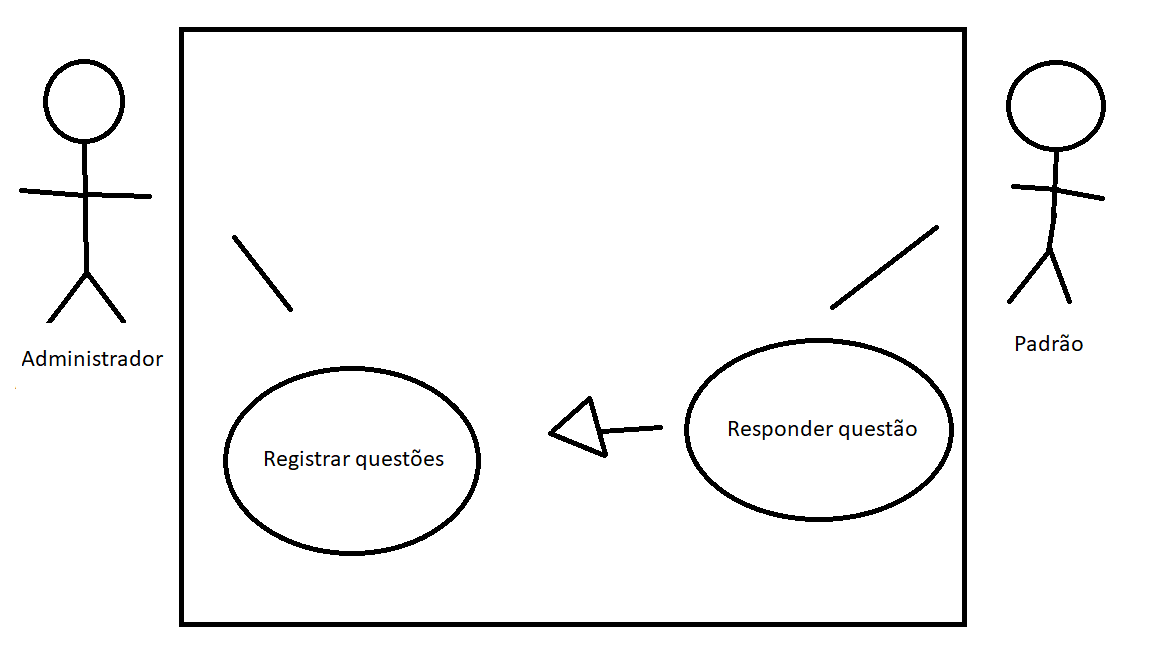 Administrador
Padrão
Registrar questões
Responder questão